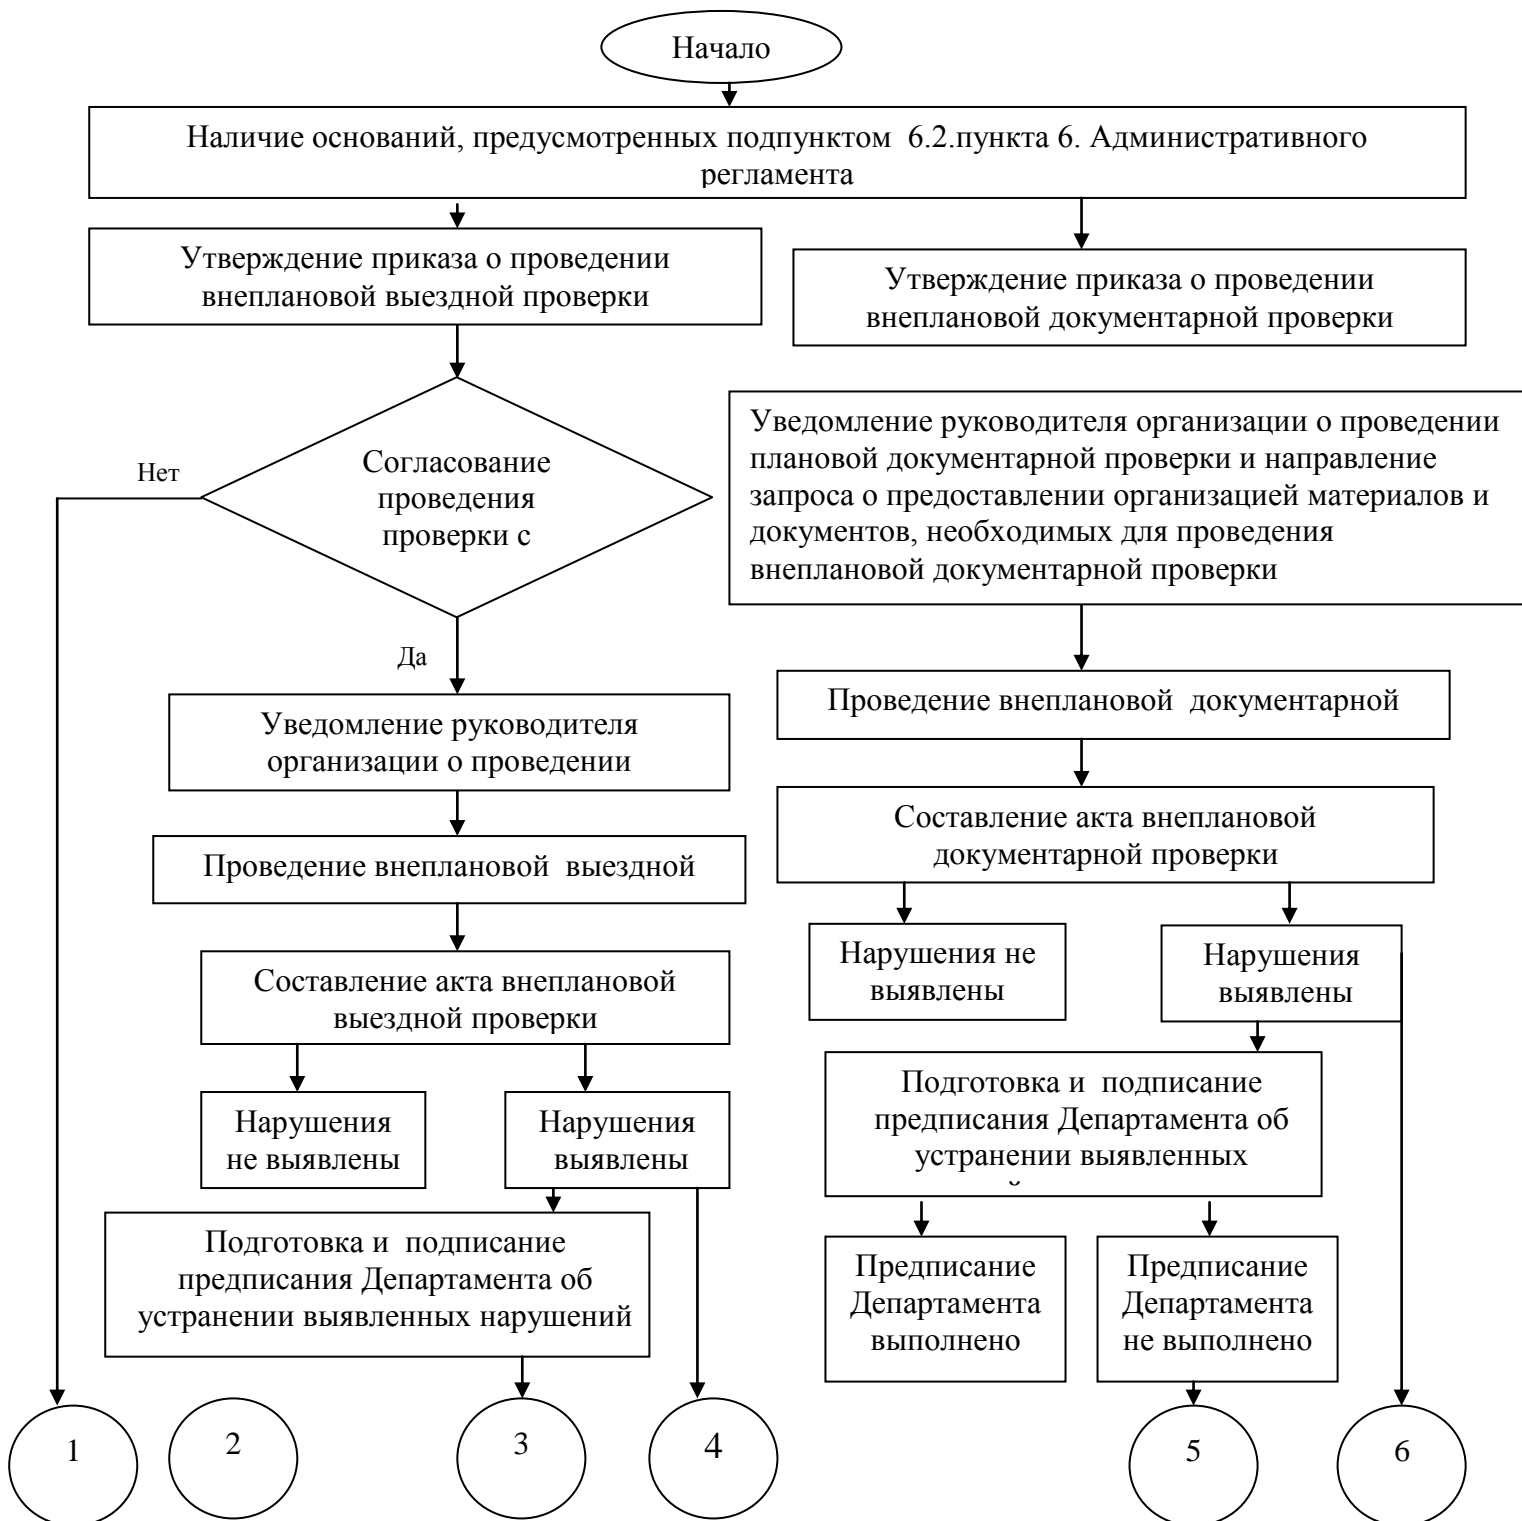 Начало
Наличие оснований, предусмотренных подпунктом 6.2.пункта 6. Административного
регламента
Утверждение приказа о проведении
внеплановой выездной проверки
Утверждение приказа о проведении
внеплановой документарной проверки
Нет
Согласование
проведения
проверки с
Да
Уведомление руководителя организации о проведении
плановой документарной проверки и направление
запроса о предоставлении организацией материалов и
документов, необходимых для проведения
внеплановой документарной проверки
Уведомление руководителя
организации о проведении
Проведение внеплановой документарной
Проведение внеплановой выездной
Составление акта внеплановой
документарной проверки
Составление акта внеплановой
выездной проверки
Нарушения не
выявлены
Нарушения
выявлены
Нарушения
не выявлены
Нарушения
выявлены
Подготовка и подписание
предписания Департамента об
устранении выявленных
Подготовка и подписание
предписания Департамента об
устранении выявленных нарушений
Предписание
Департамента
выполнено
Предписание
Департамента
не выполнено
1
2
3
4
5
6